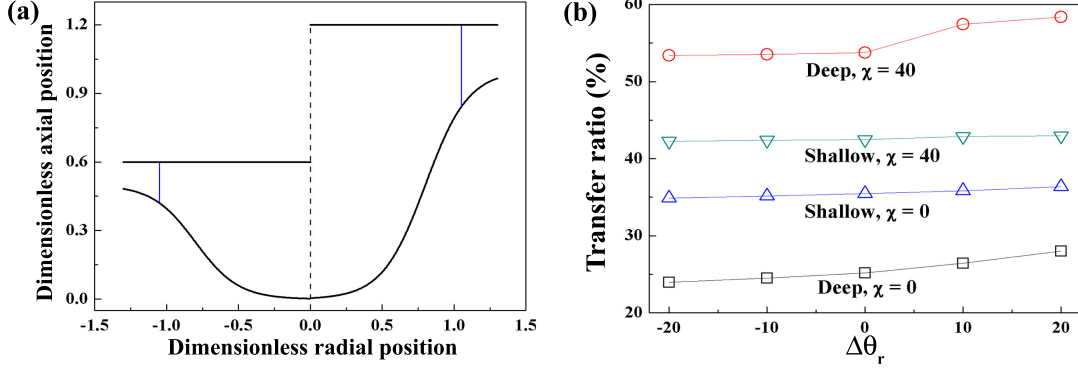 (a)
Dimensionless axial position
1.2
0.9
0.6
0.3
0.0
-1.5
-1.0
-0.5
0.0
0.5
1.0
1.5
Dimensionless radial position
(b)
Transfer ratio (%)
60
50
40
30
20
Deep, χ = 40
Shallow, χ = 40
Shallow, χ = 0
Deep, χ = 0
-20
-10
0
10
20
Δθr